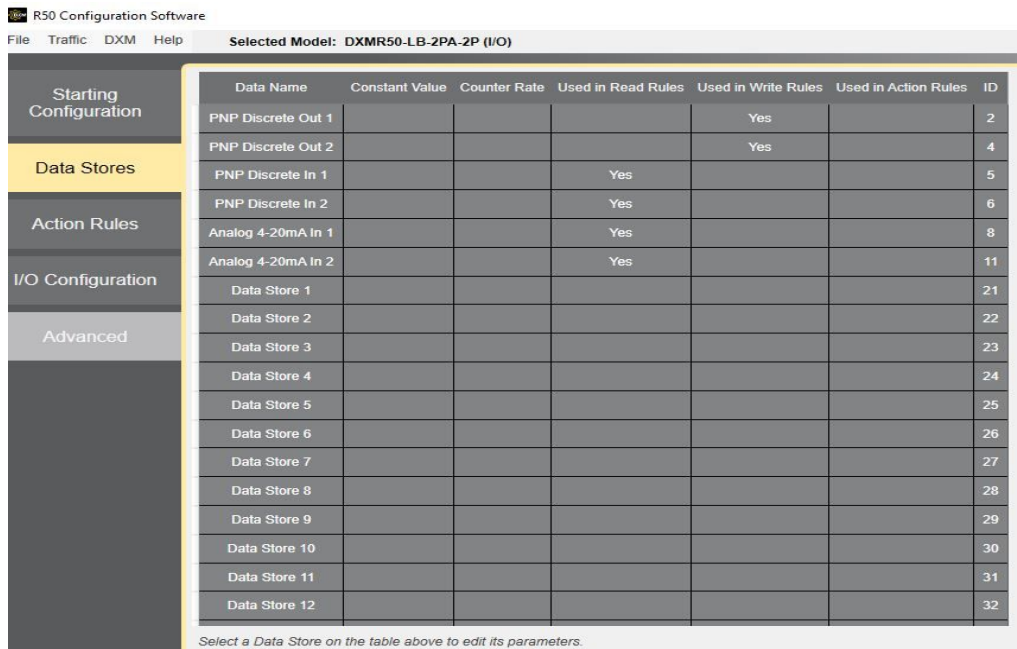 R50 Configuration Software
File Traffic DXM Help Selected Model: DXMR50-LB-2PA-2P (I/O)
Starting
Configuration
Data Stores
Action Rules
I/O Configuration
Advanced
Data Name Constant Value Counter Rate Used in Read Rules Used in Write Rules Used in Action Rules ID
PNP Discrete Out 1 Yes 2
PNP Discrete Out 2 Yes 4
PNP Discrete In 1 Yes 5
PNP Discrete In 2 Yes 6
Analog 4-20mA In 1 Yes 8
Analog 4-20mA In 2 Yes 11
Data Store 1 21
Data Store 2 22
Data Store 3 23
Data Store 4 24
Data Store 5 25
Data Store 6 26
Data Store 7 27
Data Store 8 28
Data Store 9 29
Data Store 10 30
Data Store 11 31
Data Store 12 32
Select a Data Store on the table above to edit its parameters.